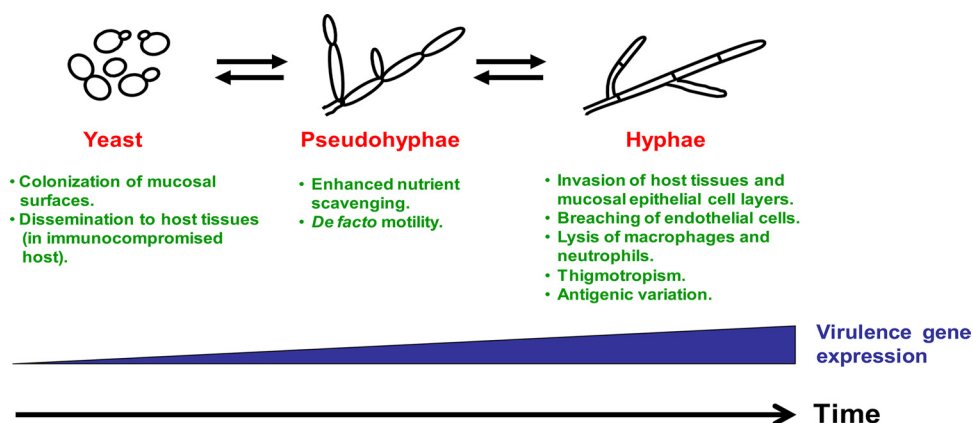 Yeast
• Colonization of mucosal
surfaces.
• Dissemination to host tissues
(in immunocompromised
host).
Pseudohyphae
• Enhanced nutrient
scavenging.
• De facto motility.
Hyphae
• Invasion of host tissues and
mucosal epithelial cell layers.
• Breaching of endothelial cells.
• Lysis of macrophages and
neutrophils.
• Thigmotropism.
• Antigenic variation.
Virulence gene
expression
Time